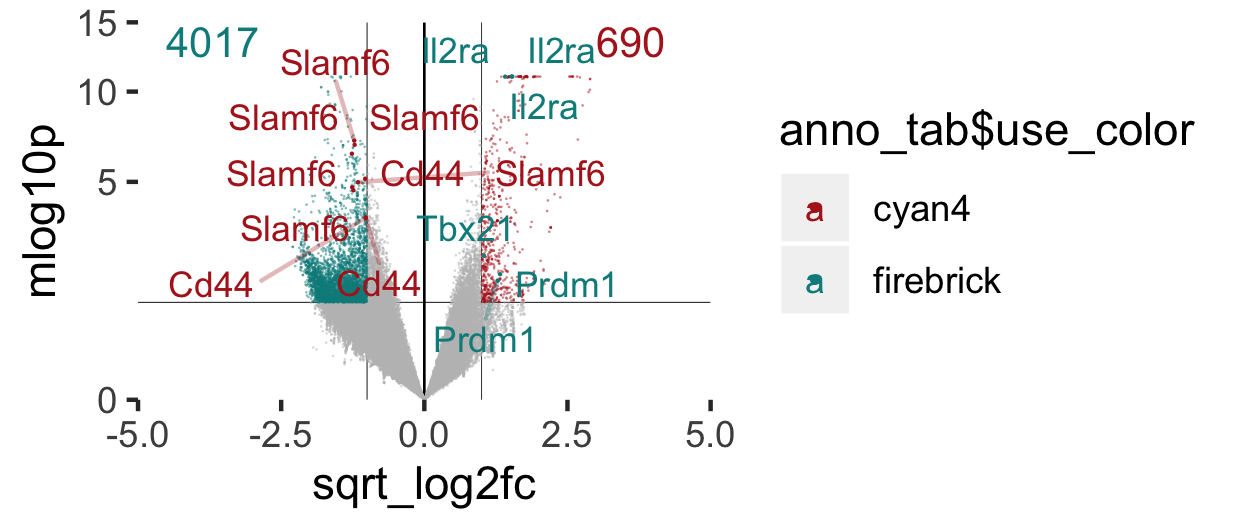 15
4017
Slamf6
Il2ra
Il2ra
690
10
Slamf6
Slamf6
Il2ra
5
Slamf6
Cd44
Slamf6
Slamf6
Tbx21
Cd44
Cd44
Prdm1
Prdm1
0
-5.0
-2.5
0.0
2.5
5.0
sqrt_log2fc
mlog10p
anno_tab$use_color
a cyan4
a firebrick